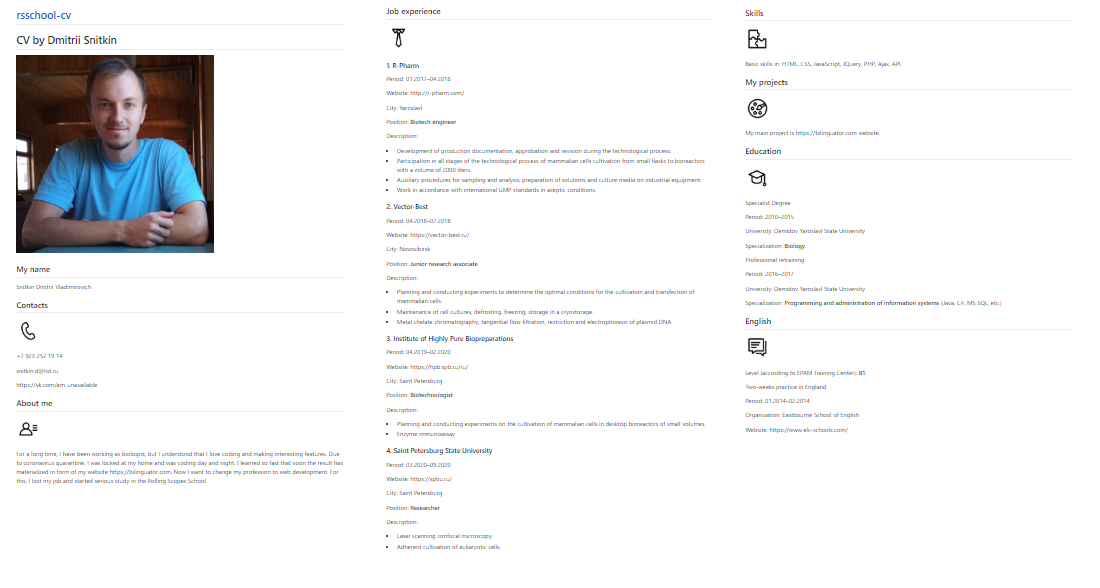 rsschool-cv
CV by Dmitrii Snitkin
My name
Snitkin Dmitrii Vladimirovich
Contacts
+7 923 252 19 14
snitkin.d@list.ru
https://vk.com/am_unavailable
About me
For a long time, I have been working as biologist, but I understood that I love coding and making interesting features. Due
to coronavirus quarantine, I was locked at my home and was coding day and night. I learned so fast that soon the result has
materialized in form of my website https://bilinguator.com. Now I want to change my profession to web development. For
this, I lost my job and started serious study in the Rolling Scopes School.
Job experience
1. R-Pharm
Period: 01.2017–04.2018
Website: http://r-pharm.com/
City: Yaroslavl
Position: Biotech engineer
Description:
• Development of production documentation, approbation and revision during the technological process.
• Participation in all stages of the technological process of mammalian cells cultivation from small flasks to bioreactors
with a volume of 2000 liters.
• Auxiliary procedures for sampling and analysis, preparation of solutions and culture media on industrial equipment.
• Work in accordance with international GMP standards in aseptic conditions.
2. Vector-Best
Period: 04.2018–07.2018
Website: https://vector-best.ru/
City: Novosibirsk
Position: Junior research associate
Description:
• Planning and conducting experiments to determine the optimal conditions for the cultivation and transfection of
mammalian cells.
• Maintenance of cell cultures, defrosting, freezing, storage in a cryostorage.
• Metal chelate chromatography, tangential flow filtration, restriction and electrophoresis of plasmid DNA.
3. Institute of Highly Pure Biopreparations
Period: 04.2019–02.2020
Website: https://hpb.spb.ru/ru/
City: Saint Petersburg
Position: Biotechnologist
Description:
• Planning and conducting experiments on the cultivation of mammalian cells in desktop bioreactors of small volumes.
• Enzyme immunoassay
4. Saint Petersburg State University
Period: 03.2020–09.2020
Website: https://spbu.ru/
City: Saint Petersburg
Position: Researcher
Description:
• Laser scanning confocal microscopy.
• Adherent cultivation of eukaryotic cells.
Skills
Basic skills in: HTML, CSS, JavaScript, JQuery, PHP, Ajax, API.
My projects
My main project is https://bilinguator.com website.
Education
Specialist Degree
Period: 2010–2015
University: Demidov Yaroslavl State University
Specialization: Biology
Professional retraining
Period: 2016–2017
University: Demidov Yaroslavl State University
Specialization: Programming and administration of information systems (Java, C#, MS SQL, etc.)
English
Level (according to EPAM Training Center): B1.
Two-weeks practice in England
Period: 01.2014–02.2014
Organization: Eastbourne School of English
Website: https://www.elc-schools.com/